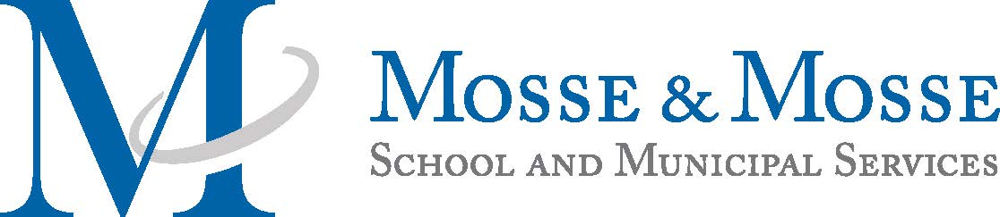 M
MOSSE & MOSSE
SCHOOL AND MUNICIPAL SERVICES